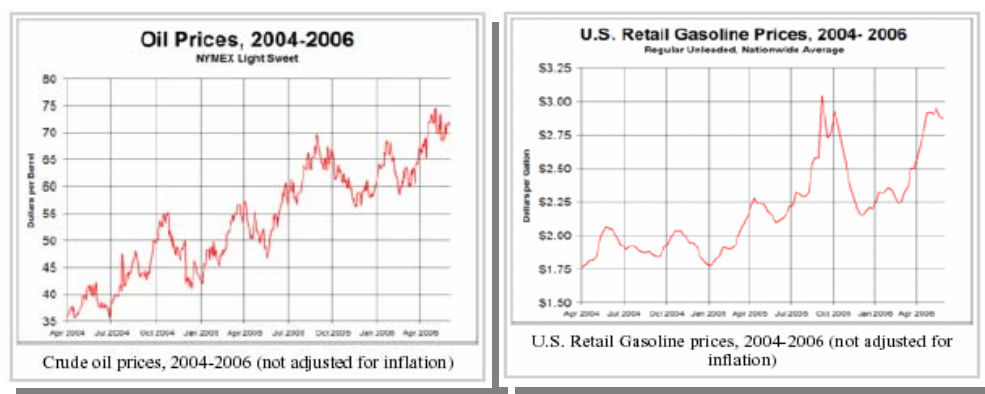 Oil Prices, 2004-2006
NYMEX Light Sweet
80
75
70
65
60
55
50
45
40
35
Dollars per Barrel
Apr 2004 Jul 2004 Oct 2004 Jan 2005 Apr 2005 Jul 2005 Oct 2005 Jan 2006 Apr 2006
Crude oil prices, 2004-2006 (not adjusted for inflation)
U.S. Retail Gasoline Prices, 2004- 2006
Regular Unleaded, Nationwide Average
$3.25
$3.00
$2.75
$2.50
$2.25
$2.00
$1.75
$1.50
Dollars per Gallon
Apr 2004 Jul 2004 Oct 2004 Jan 2005 Apr 2005 Jul 2005 Oct 2005 Jan 2006 Apr 2006
U.S. Retail Gasoline prices, 2004-2006 (not adjusted for
inflation)